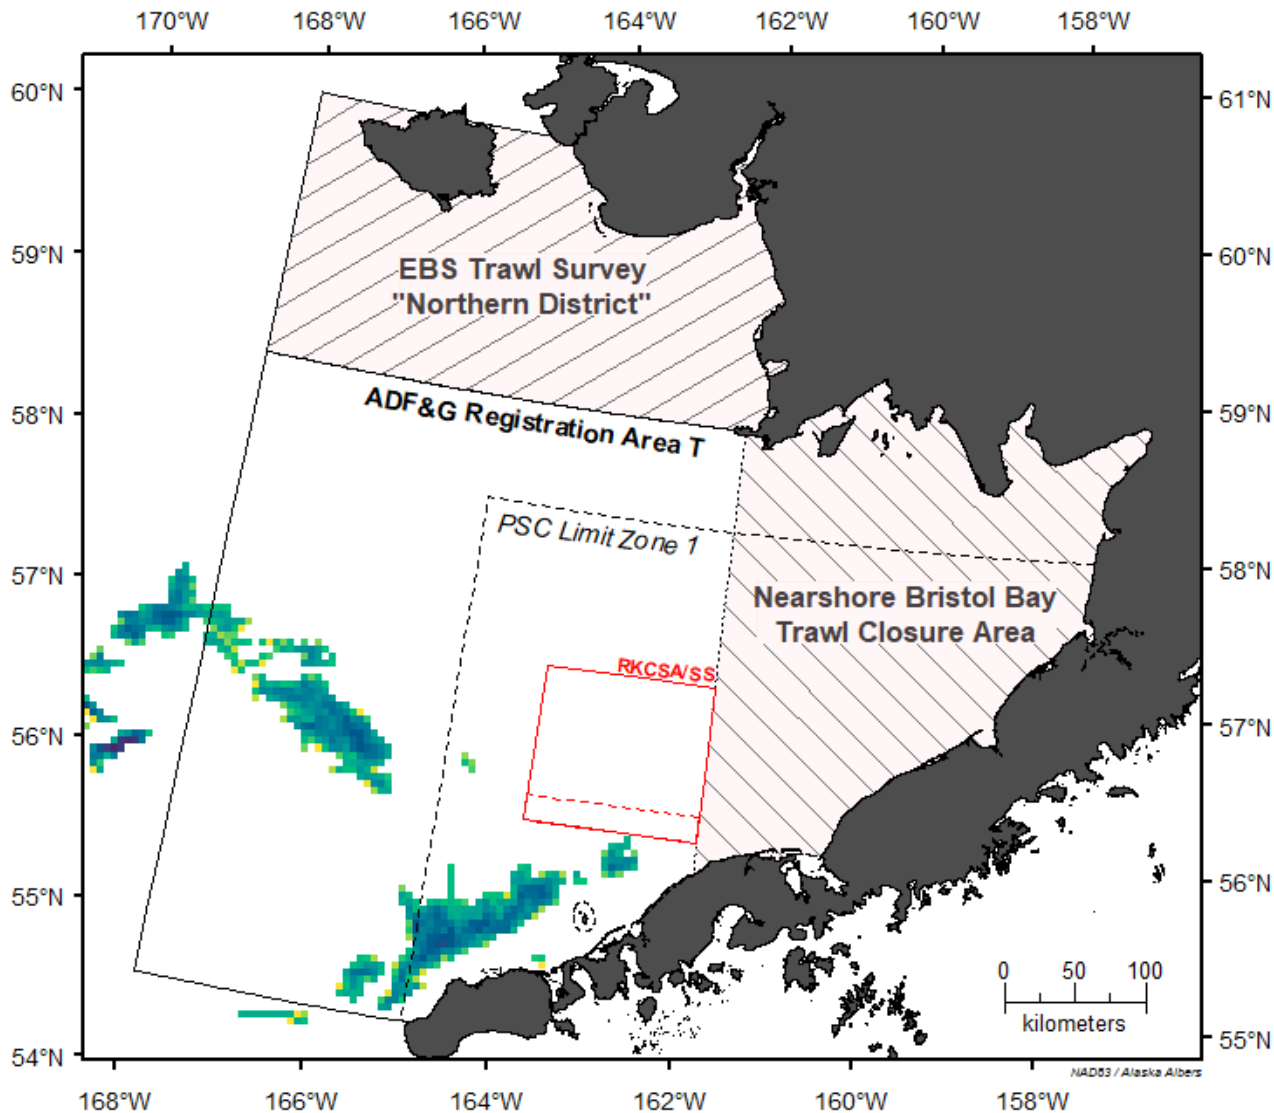 170°W 168°W 166°W 164°W 162°W 160°W 158°W
60°N
61°N
EBS Trawl Survey
"Northern District"
59°N
60°N
ADF&G Registration Area T
58°N
59°N
PSC Limit Zone 1
57°N
58°N
Nearshore Bristol Bay
Trawl Closure Area
RKCSA/SS
56°N
57°N
55°N
56°N
0 50 100
kilometers
54°N
55°N
NAD83 / Alaska Albers
168°W 166°W 164°W 162°W 160°W 158°W